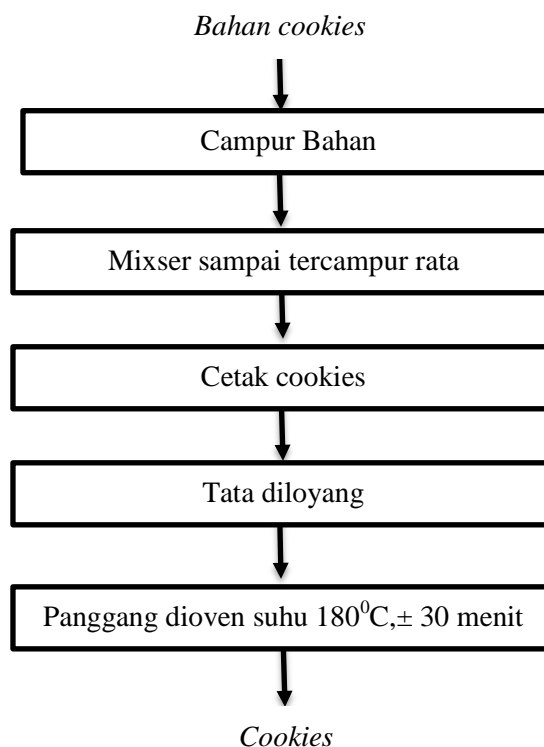 Bahan cookies
Campur Bahan
Mixser sampai tercampur rata
Cetak cookies
Tata diloyang
Panggang dioven suhu 180⁰C,± 30 menit
Cookies